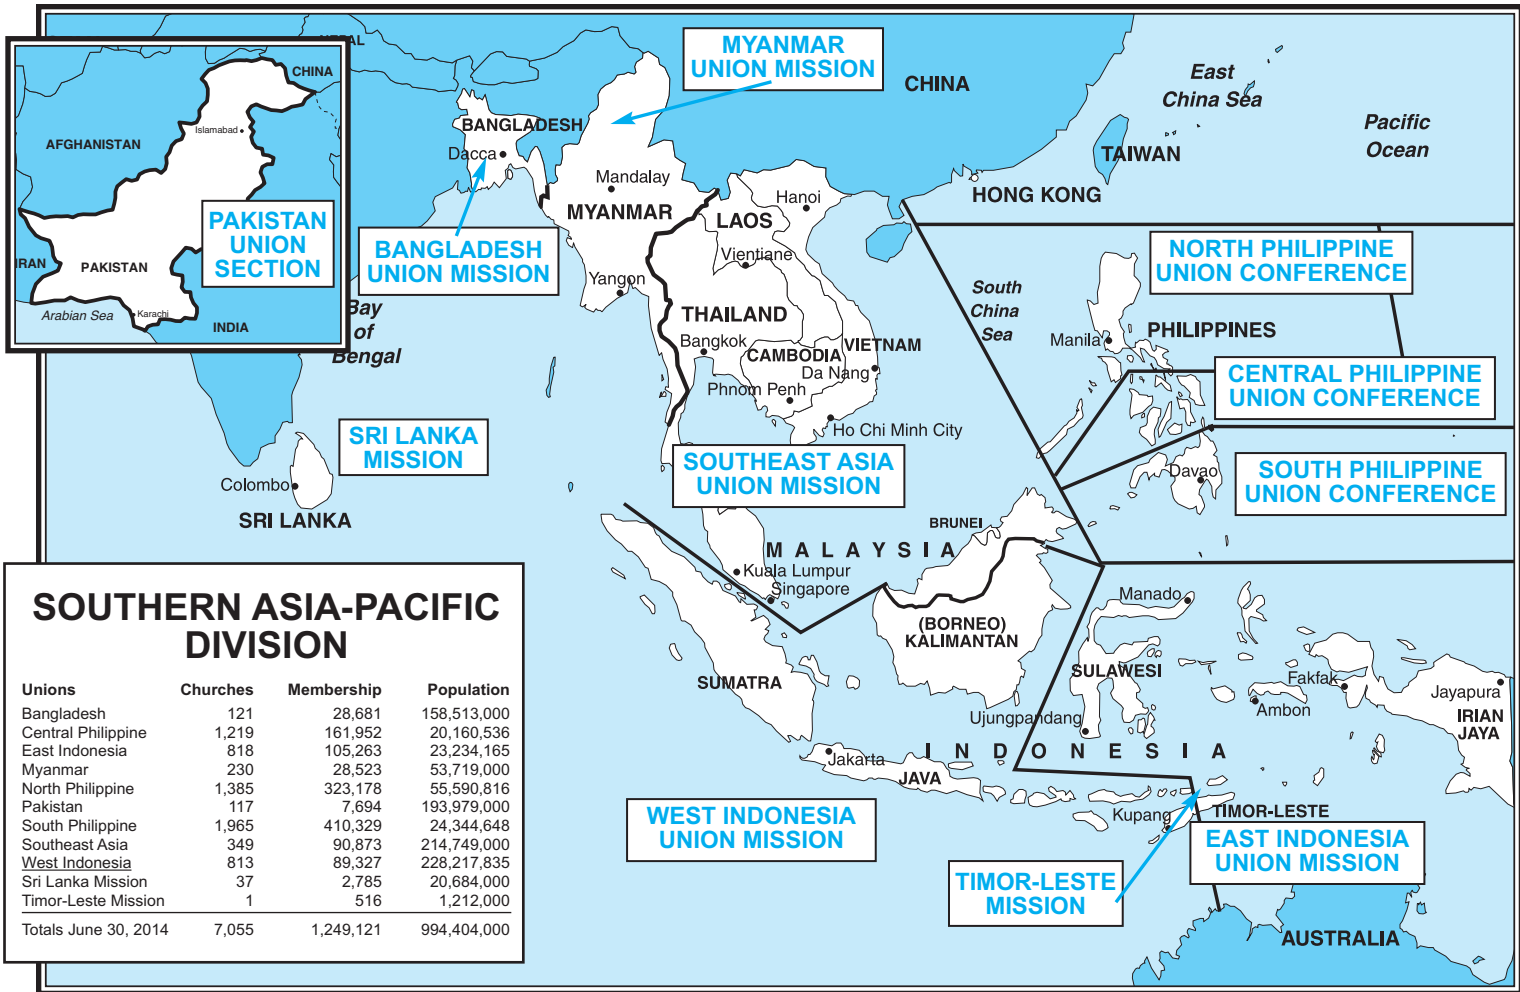 NEPAL
CHINA
Islamabad
AFGHANISTAN
PAKISTAN
UNION
SECTION
IRAN
PAKISTAN
Arabian Sea
Karachi
INDIA
MYANMAR
UNION MISSION
CHINA
East
China Sea
Pacific
Ocean
BANGLADESH
Dacca
TAIWAN
Mandalay
HONG KONG
Hanoi
MYANMAR
LAOS
BANGLADESH
UNION MISSION
Vientiane
NORTH PHILIPPINE
UNION CONFERENCE
Yangon
South
China
Sea
Bay
of
Bengal
THAILAND
Bangkok
CAMBODIA
VIETNAM
Da Nang
Phnom Penh
Manila
PHILIPPINES
CENTRAL PHILIPPINE
UNION CONFERENCE
Ho Chi Minh City
SRI LANKA
MISSION
SOUTHEAST ASIA
UNION MISSION
Davao
SOUTH PHILIPPINE
UNION CONFERENCE
Colombo
SRI LANKA
BRUNEI
MALAYSIA
Kuala Lumpur
Singapore
Manado
(BORNEO)
KALIMANTAN
SUMATRA
SULAWESI
Fakfak
Jayapura
Ujungpandang
Ambon
IRIAN
JAYA
INDONESIA
Jakarta
JAVA
WEST INDONESIA
UNION MISSION
Kupang
TIMOR-LESTE
EAST INDONESIA
UNION MISSION
TIMOR-LESTE
MISSION
AUSTRALIA
SOUTHERN ASIA-PACIFIC
DIVISION
Unions Churches Membership Population
Bangladesh 121 28,681 158,513,000
Central Philippine 1,219 161,952 20,160,536
East Indonesia 818 105,263 23,234,165
Myanmar 230 28,523 53,719,000
North Philippine 1,385 323,178 55,590,816
Pakistan 117 7,694 193,979,000
South Philippine 1,965 410,329 24,344,648
Southeast Asia 349 90,873 214,749,000
West Indonesia 813 89,327 228,217,835
Sri Lanka Mission 37 2,785 20,684,000
Timor-Leste Mission 1 516 1,212,000
Totals June 30, 2014 7,055 1,249,121 994,404,000